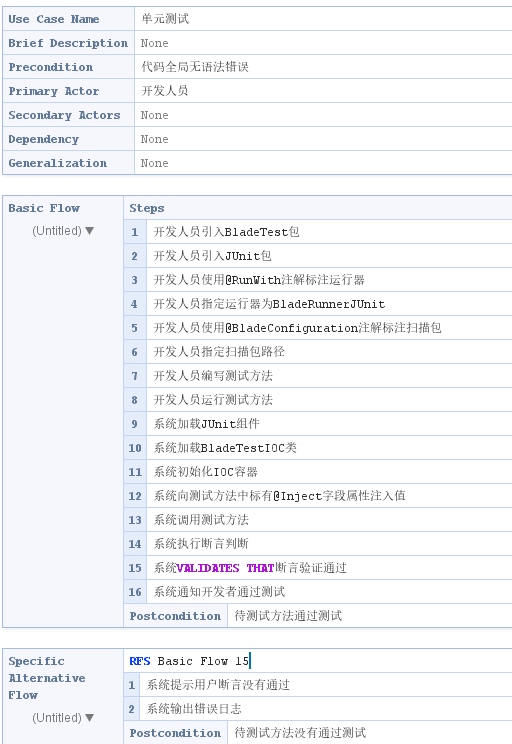 Use Case Name 单元测试
Brief Description None
Precondition 代码全局无语法错误
Primary Actor 开发人员
Secondary Actors None
Dependency None
Generalization None
Basic Flow Steps
(Untitled) ▼
1 开发人员引入BladeTest包
2 开发人员引入JUnit包
3 开发人员使用@RunWith注解标注运行器
4 开发人员指定运行器为BladeRunnerJUnit
5 开发人员使用@BladeConfiguration注解标注扫描包
6 开发人员指定扫描包路径
7 开发人员编写测试方法
8 开发人员运行测试方法
9 系统加载JUnit组件
10 系统加载BladeTestIOC类
11 系统初始化IOC容器
12 系统向测试方法中标有@Inject字段属性注入值
13 系统调用测试方法
14 系统执行断言判断
15 系统VALIDATES THAT断言验证通过
16 系统通知开发者通过测试
Postcondition 待测试方法通过测试
Specific Alternative Flow
(Untitled) ▼
RFS Basic Flow 15
1 系统提示用户断言没有通过
2 系统输出错误日志
Postcondition 待测试方法没有通过测试